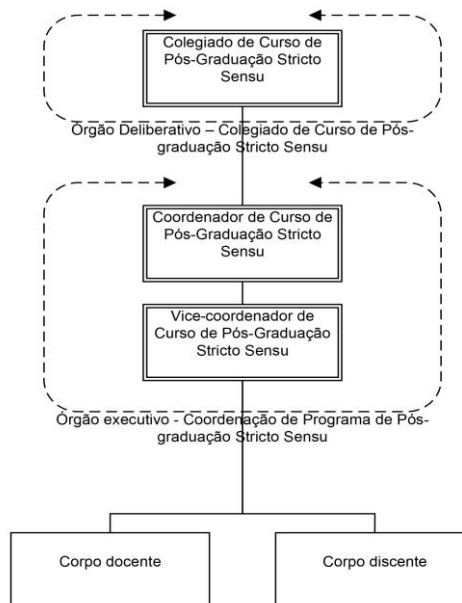 Colegiado de Curso de
Pós-Graduação Stricto
Sensu
Órgão Deliberativo – Colegiado de Curso de Pós-
graduação Stricto Sensu
Coordenador de Curso de
Pós-Graduação Stricto
Sensu
Vice-coordenador de
Curso de Pós-Graduação
Stricto Sensu
Órgão executivo - Coordenação de Programa de Pós-
graduação Stricto Sensu
Corpo docente
Corpo discente